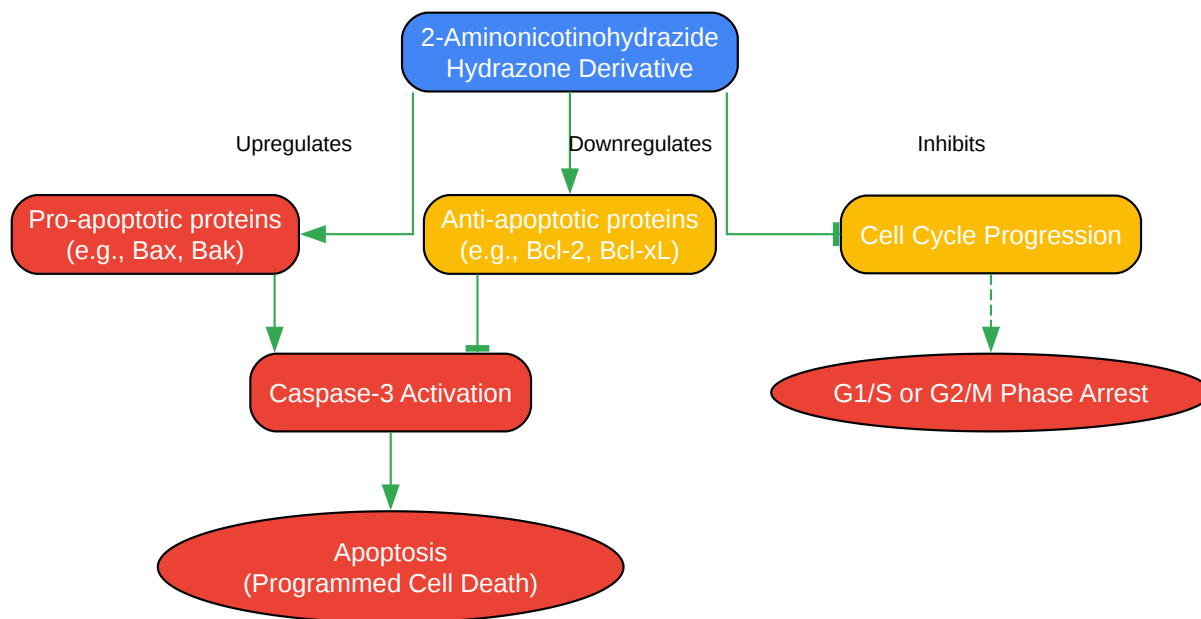 2-Aminonicotinohydrazide
Hydrazone Derivative
Upregulates
Downregulates
Inhibits
Pro-apoptotic proteins
(e.g., Bax, Bak)
Anti-apoptotic proteins
(e.g., Bcl-2, Bcl-xL)
Cell Cycle Progression
Caspase-3 Activation
G1/S or G2/M Phase Arrest
Apoptosis
(Programmed Cell Death)